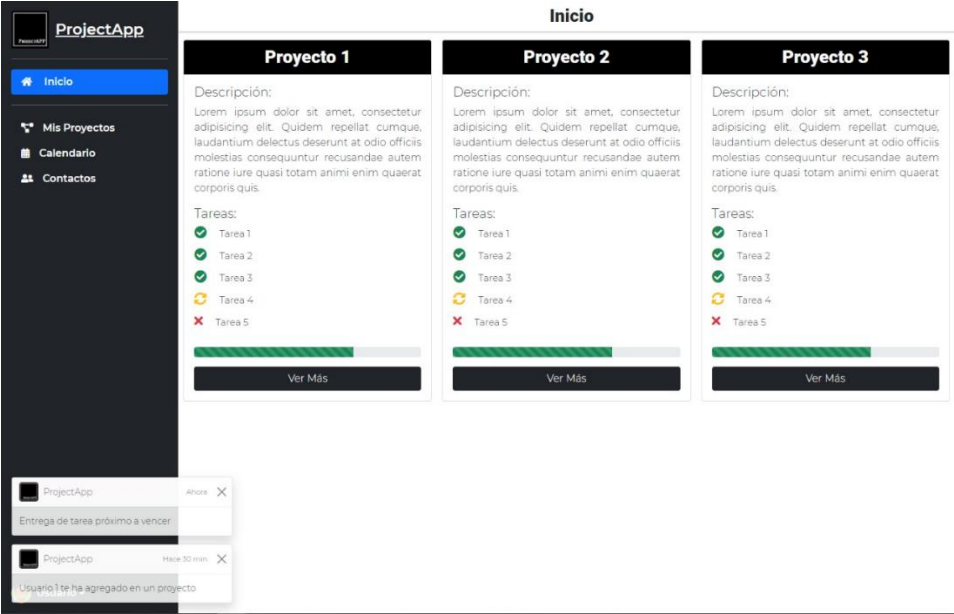 ProjectApp
ProjectApp
Inicio
Mis Proyectos
Calendario
Contactos
Inicio
Proyecto 1
Descripción:
Lorem ipsum dolor sit amet, consectetur
adipisicing elit. Quidem repellat cumque,
laudantium delectus deserunt at odio officiis
molestias consequuntur recusandae autem
ratione iure quasi totam animi enim quaerat
corporis quis.
Tareas:
Tarea 1
Tarea 2
Tarea 3
Tarea 4
Tarea 5
Ver Más
Proyecto 2
Descripción:
Lorem ipsum dolor sit amet, consectetur
adipisicing elit. Quidem repellat cumque,
laudantium delectus deserunt at odio officiis
molestias consequuntur recusandae autem
ratione iure quasi totam animi enim quaerat
corporis quis.
Tareas:
Tarea 1
Tarea 2
Tarea 3
Tarea 4
Tarea 5
Ver Más
Proyecto 3
Descripción:
Lorem ipsum dolor sit amet, consectetur
adipisicing elit. Quidem repellat cumque,
laudantium delectus deserunt at odio officiis
molestias consequuntur recusandae autem
ratione iure quasi totam animi enim quaerat
corporis quis.
Tareas:
Tarea 1
Tarea 2
Tarea 3
Tarea 4
Tarea 5
Ver Más
ProjectApp Ahora
Entrega de tarea próximo a vencer
ProjectApp Hace 30 min.
Usuario 1 te ha agregado en un proyecto